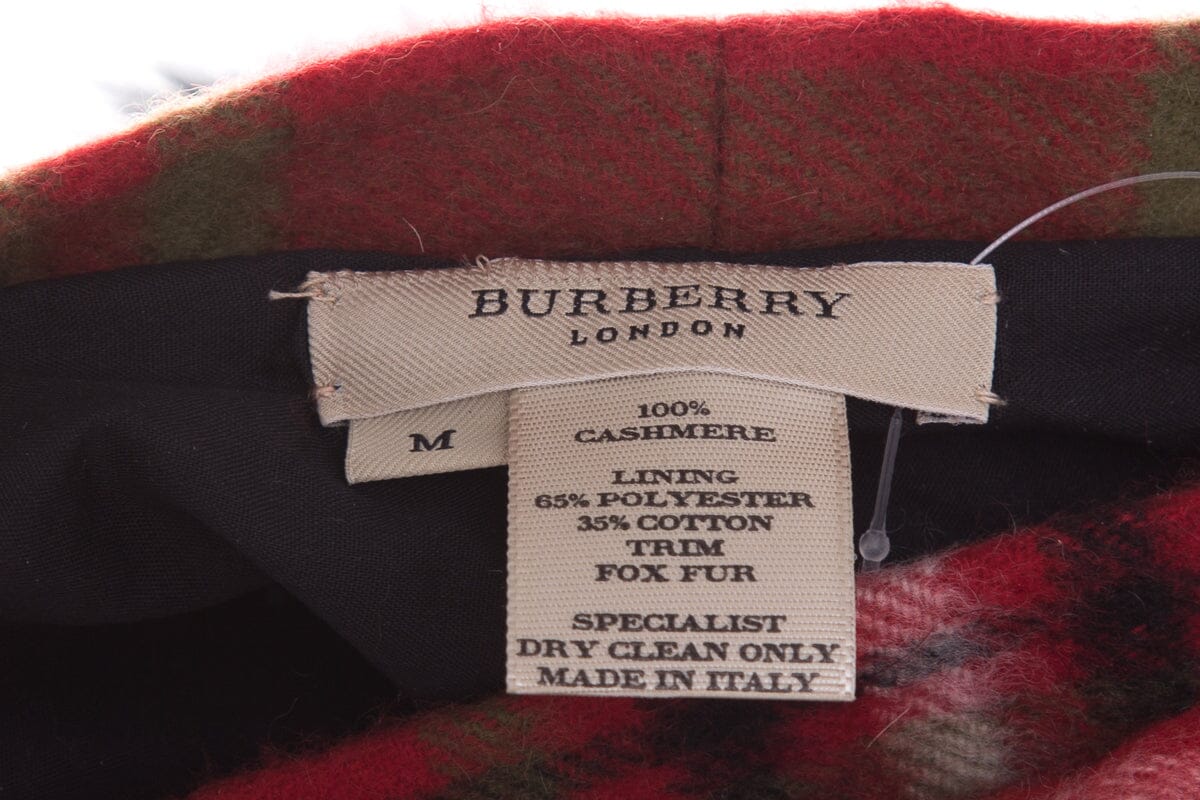 BURBERRY
LONDON
M
100%
CASHMERE
LINING
65% POLYESTER
35% COTTON
TRIM
FOX FUR
SPECIALIST
DRY CLEAN ONLY
MADE IN ITALY